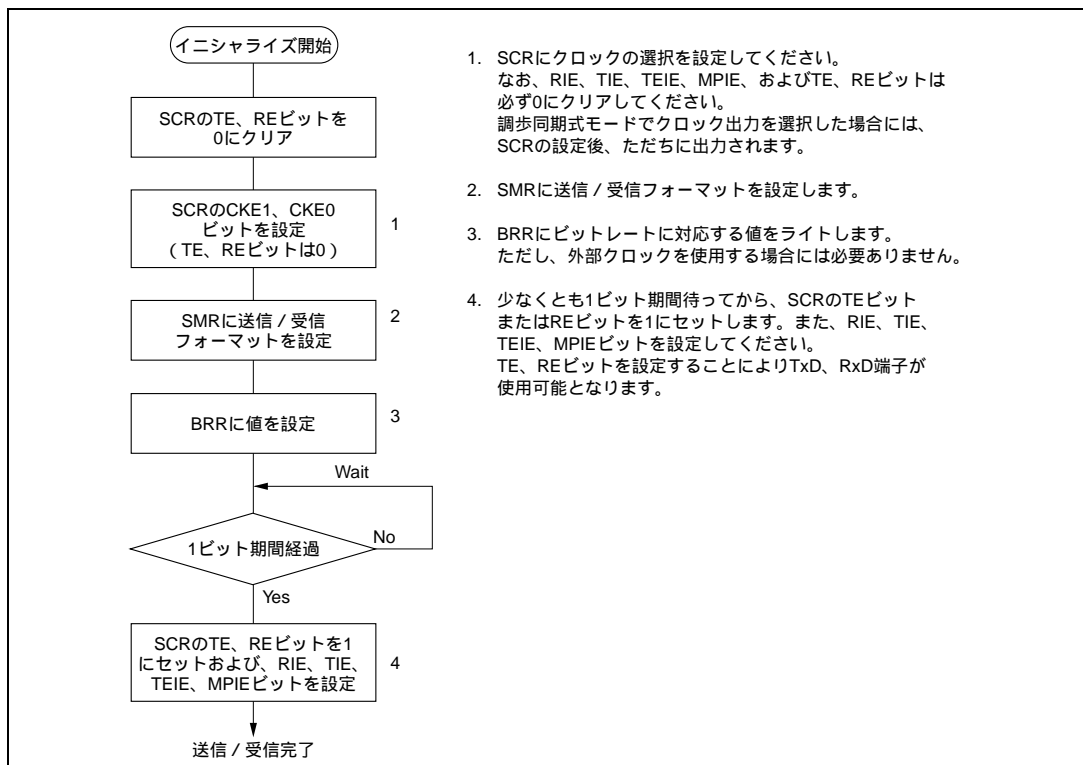 イニシャライズ開始
SCRのTE、REビットを
0にクリア
SCRのCKE1、CKE0
ビットを設定
（TE、REビットは0）
1
SMRに送信／受信
フォーマットを設定
2
BRRに値を設定
3
Wait
1ビット期間経過
No
Yes
SCRのTE、REビットを1
にセットおよび、RIE、TIE、
TEIE、MPIEビットを設定
4
送信／受信完了
1. SCRにクロックの選択を設定してください。
なお、RIE、TIE、TEIE、MPIE、およびTE、REビットは
必ず0にクリアしてください。
調歩同期式モードでクロック出力を選択した場合には、
SCRの設定後、ただちに出力されます。
2. SMRに送信／受信フォーマットを設定します。
3. BRRにビットレートに対応する値をライトします。
ただし、外部クロックを使用する場合には必要ありません。
4. 少なくとも1ビット期間待ってから、SCRのTEビット
またはREビットを1にセットします。また、RIE、TIE、
TEIE、MPIEビットを設定してください。
TE、REビットを設定することによりTxD、RxD端子が
使用可能となります。